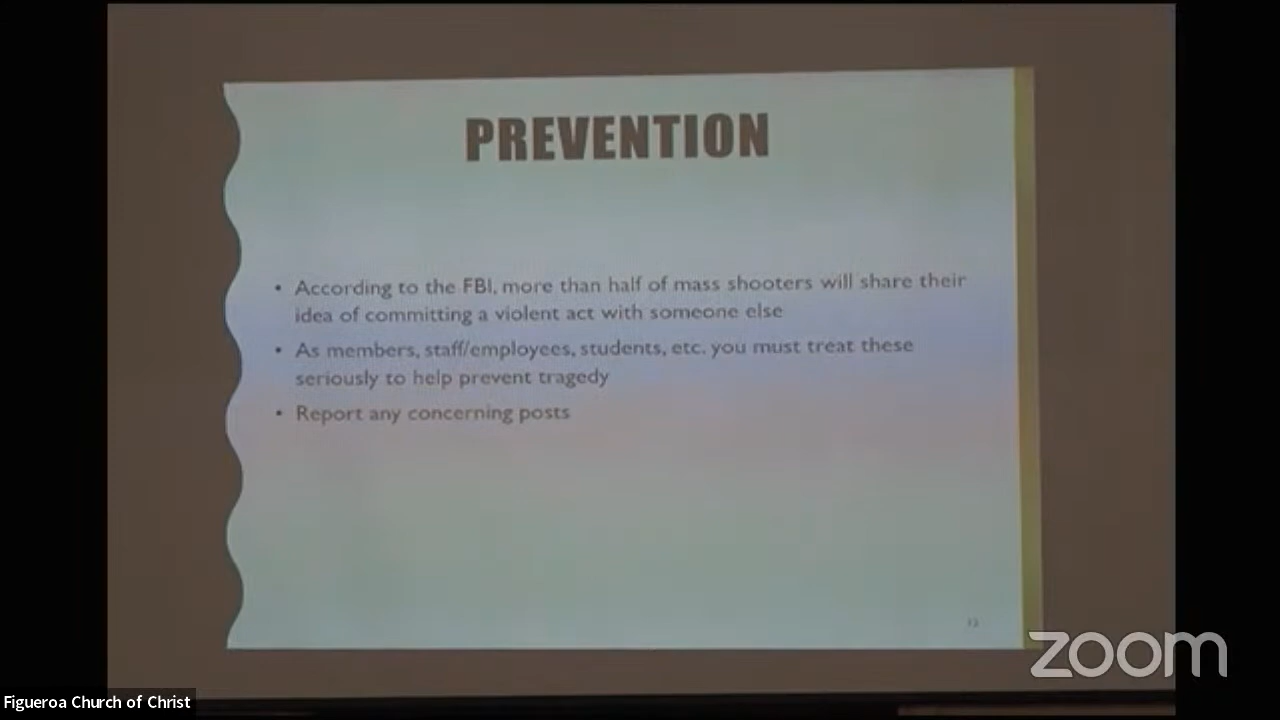 PREVENTION
• According to the FBI, more than half of mass shooters will share their
idea of committing a violent act with someone else
• As members, staff/employees, students, etc. you must treat these
seriously to help prevent tragedy
• Report any concerning posts
zoom
Figueroa Church of Christ